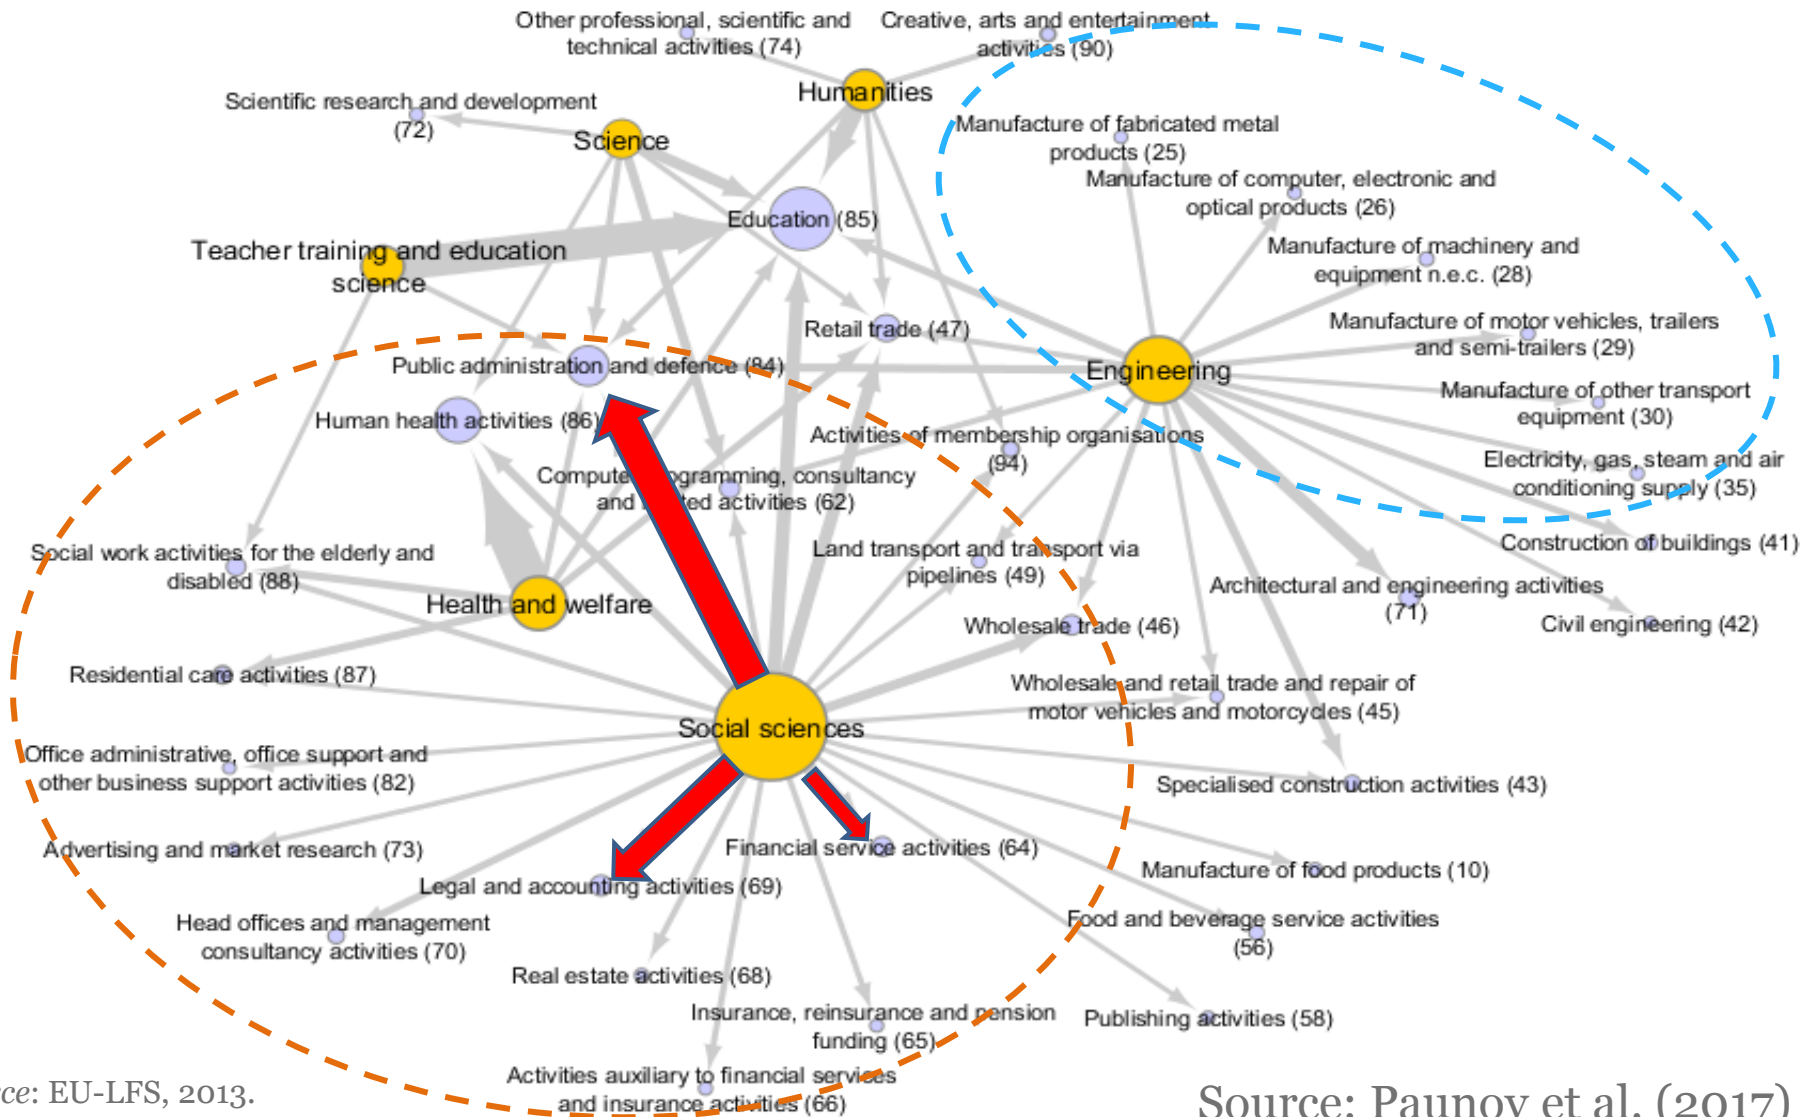 Other professional, scientific and
technical activities (74)
Creative, arts and entertainment
activities (90)
Humanities
Scientific research and development
(72)
Science
Manufacture of fabricated metal
products (25)
Manufacture of computer, electronic and
optical products (26)
Education (85)
Teacher training and education
science
Manufacture of machinery and
equipment n.e.c. (28)
Retail trade (47)
Manufacture of motor vehicles, trailers
and semi-trailers (29)
Public administration and defence (84)
Engineering
Manufacture of other transport
equipment (30)
Human health activities (86)
Activities of membership organisations
(94)
Electricity, gas, steam and air
conditioning supply (35)
programming, consultancy
and activities (62)
Construction of buildings (41)
Social work activities for the elderly and
disabled (88)
Land transport and transport via
pipelines (49)
Architectural and engineering activities
(71)
Health and welfare
Wholesale trade (46)
Civil engineering (42)
Residential care activities (87)
Wholesale and retail trade and repair of
motor vehicles and motorcycles (45)
Social sciences
Office administrative, office support and
other business support activities (82)
Specialised construction activities (43)
Advertising and market research (73)
Financial service activities (64)
Manufacture of food products (10)
Legal and accounting activities (69)
Head offices and management
consultancy activities (70)
Food and beverage service activities
(56)
Real estate activities (68)
Insurance, reinsurance and pension
funding (65)
Publishing activities (58)
Activities auxiliary to financial services
and insurance activities (66)
rce: EU-LFS, 2013.
Source: Paunov et al. (2017)